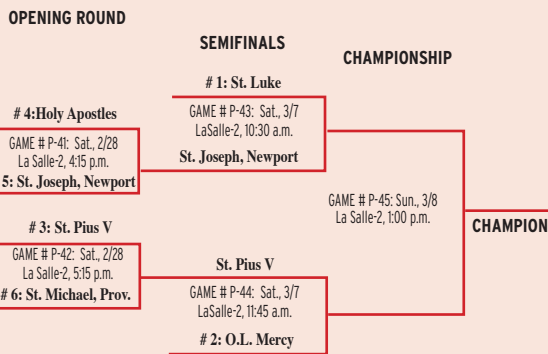 OPENING ROUND
SEMIFINALS
CHAMPIONSHIP
# 1: St. Luke
# 4:Holy Apostles
GAME # P-43: Sat., 3/7
LaSalle-2, 10:30 a.m.
GAME # P-41: Sat., 2/28
La Salle-2, 4:15 p.m.
St. Joseph, Newport
5: St. Joseph, Newport
GAME # P-45: Sun., 3/8
La Salle-2, 1:00 p.m.
CHAMPION
# 3: St. Pius V
GAME # P-42: Sat., 2/28
La Salle-2, 5:15 p.m.
St. Pius V
# 6: St. Michael, Prov.
GAME # P-44: Sat., 3/7
LaSalle-2, 11:45 a.m.
# 2: O.L. Mercy